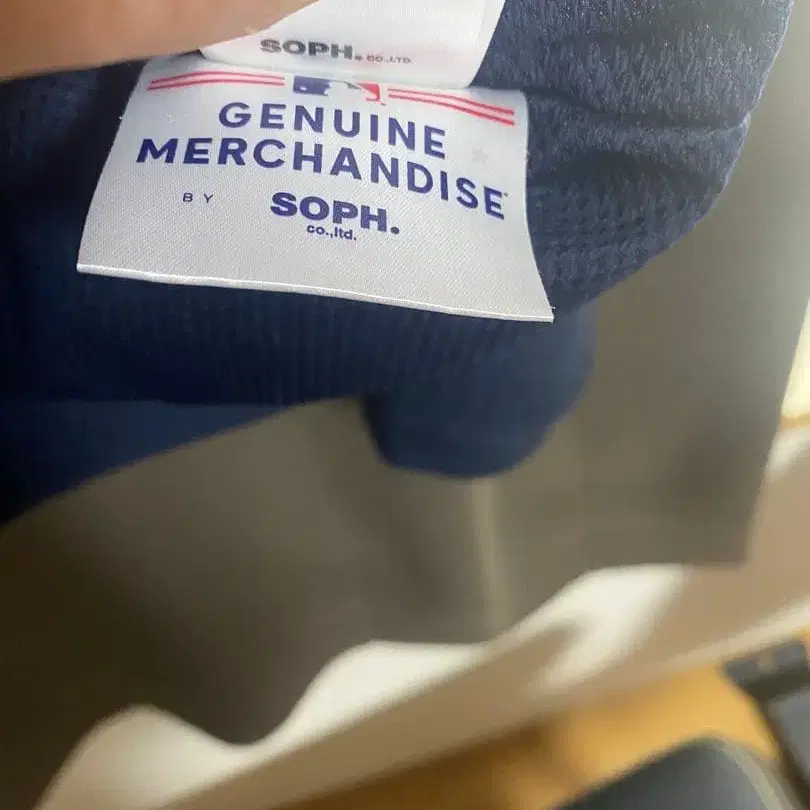 SOPH. CO.,LTD
GENUINE
MERCHANDISE
BY SOPH.
co.,ltd.